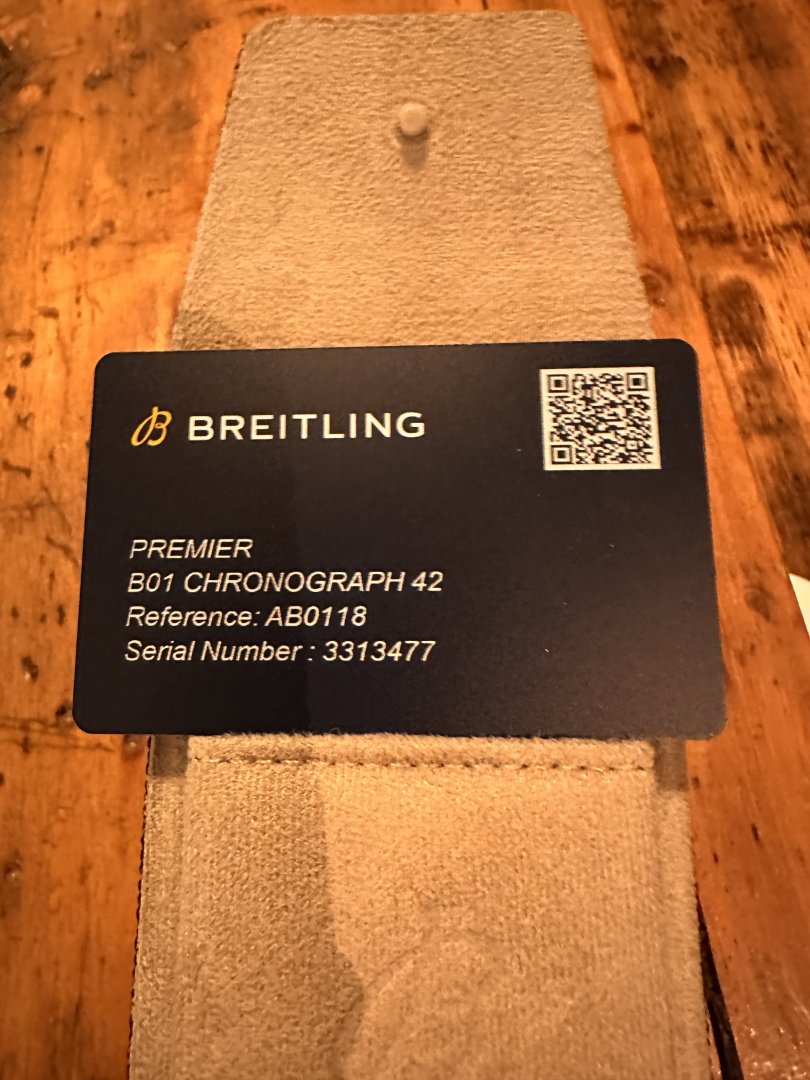 BREITLING
PREMIER
B01 CHRONOGRAPH 42
Reference: AB0118
Serial Number : 3313477